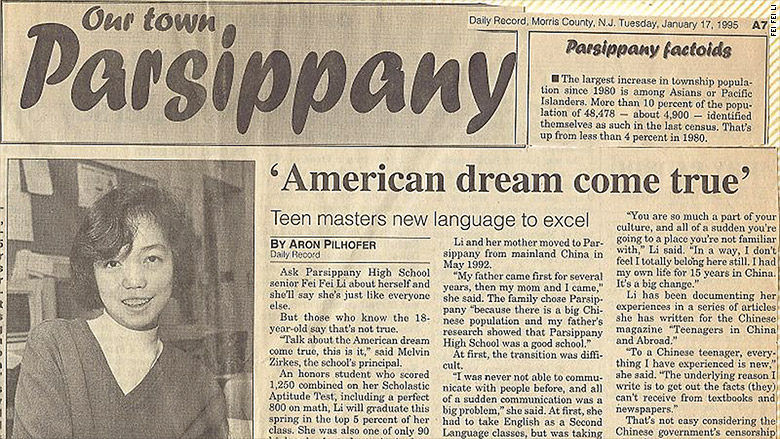 Our town
Parsippany
Daily Record, Morris County, N.J. Tuesday, January 17, 1995 A7
Parsippany factoids
■ The largest increase in township popula-
tion since 1980 is among Asians or Pacific
Islanders. More than 10 percent of the popu-
lation of 48,478 — about 4,900 — identified
themselves as such in the last census. That's
up from less than 4 percent in 1980.
‘American dream come true’
Teen masters new language to excel
BY ARON PILHOFER
Daily Record
Ask Parsippany High School
senior Fei Fei Li about herself and
she'll say she's just like everyone
else.
But those who know the 18-
year-old say that's not true.
“Talk about the American dream
come true, this is it,” said Melvin
Zirkes, the school's principal.
An honors student who scored
1,250 combined on her Scholastic
Aptitude Test, including a perfect
800 on math, Li will graduate this
spring in the top 5 percent of her
class. She was also one of only 90
Li and her mother moved to Par-
sippany from mainland China in
May 1992.
“My father came first for several
years, then my mom and I came,”
she said. The family chose Parsip-
pany “because there is a big Chi-
nese population and my father's
research showed that Parsippany
High School was a good school.”
At first, the transition was diffi-
cult.
“I was never not able to commu-
nicate with people before, and all
of a sudden communication was a
big problem,” she said. At first, she
had to take English as a Second
Language classes, but was taking
“You are so much a part of your
culture, and all of a sudden you're
going to a place you're not familiar
with,” Li said. “In a way, I don't
feel I totally belong here still. I had
my own life for 15 years in China.
It's a big change.”
Li has been documenting her
experiences in a series of articles
she has written for the Chinese
magazine “Teenagers in China
and Abroad.”
“To a Chinese teenager, every-
thing I have experienced is new,”
she said. “The underlying reason I
write is to get out the facts (they)
can't receive from textbooks and
newspapers.”
That's not easy considering the
Chinese government's censorship
FEI FEI LI